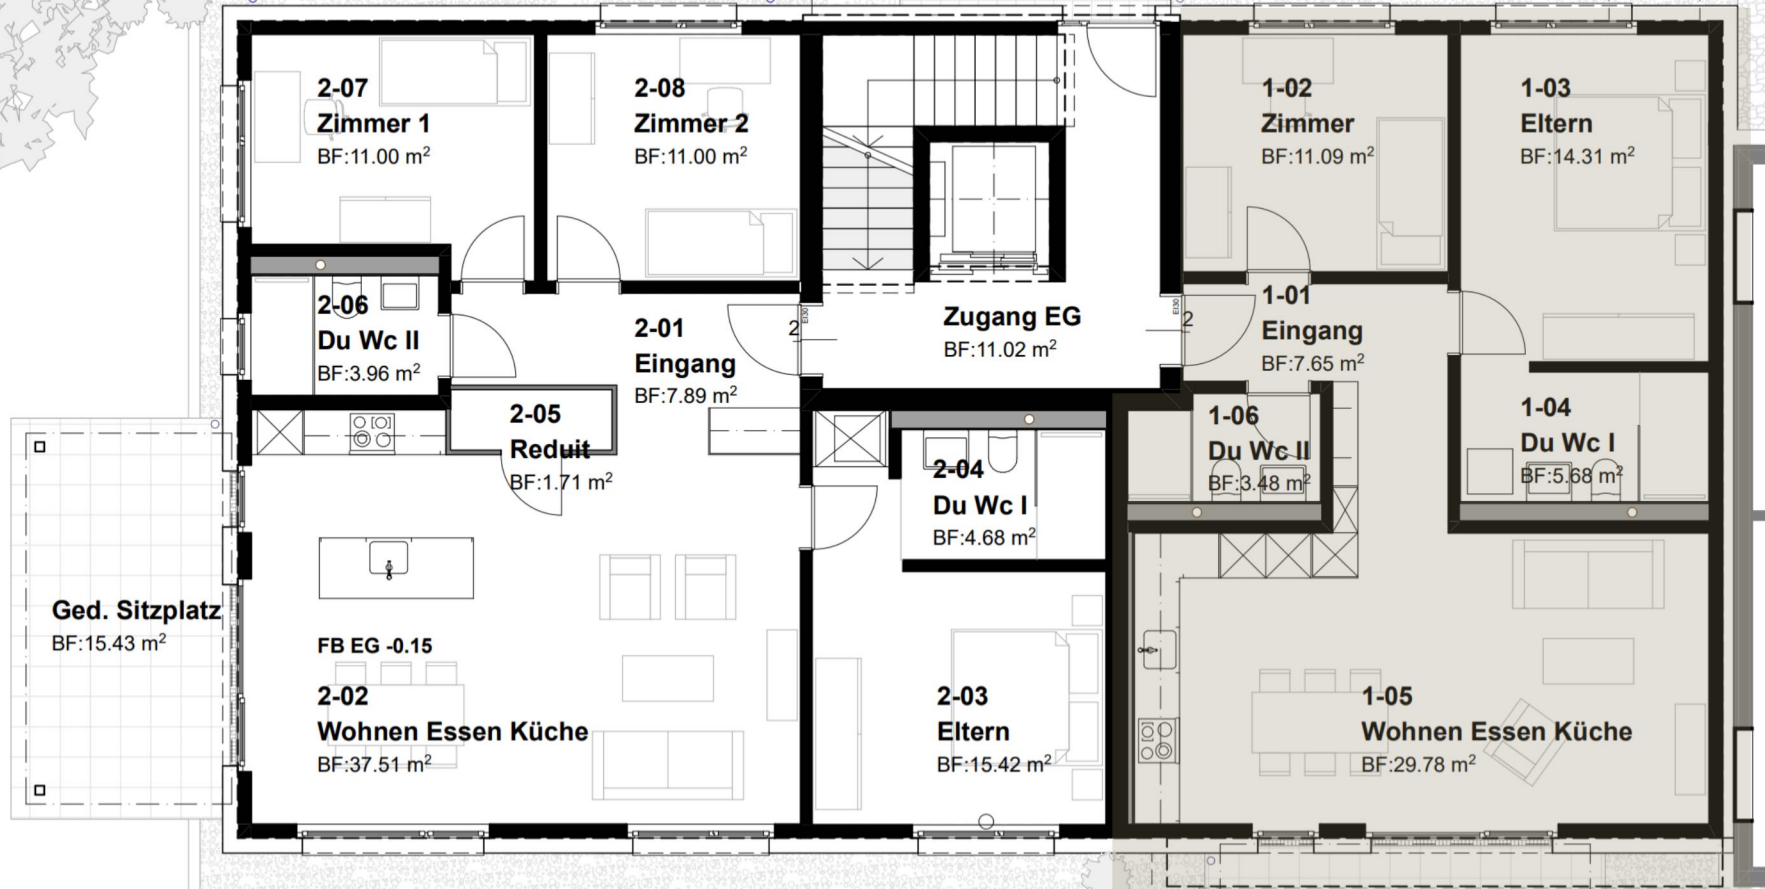 2-07
Zimmer 1
BF:11.00 m²
2-08
Zimmer 2
BF:11.00 m²
1-02
Zimmer
BF:11.09 m²
1-03
Eltern
BF:14.31 m²
2-06
Du Wc II
BF:3.96 m²
2-01
Eingang
BF:7.89 m²
2
EI30
Zugang EG
BF:11.02 m²
EI30
2
1-01
Eingang
BF:7.65 m²
2-05
Reduit
BF:1.71 m²
2-04
Du Wc I
BF:4.68 m²
1-06
Du Wc II
BF:3.48 m²
1-04
Du Wc I
BF:5.68 m²
Ged. Sitzplatz
BF:15.43 m²
FB EG -0.15
2-02
Wohnen Essen Küche
BF:37.51 m²
2-03
Eltern
BF:15.42 m²
1-05
Wohnen Essen Küche
BF:29.78 m²